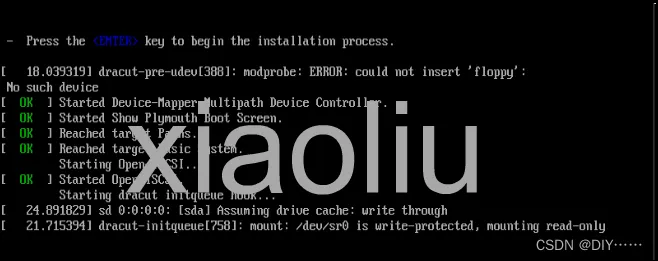 - Press the <ENTER> key to begin the installation process.
[ 18.039319] dracut-pre-udev[388]: modprobe: ERROR: could not insert 'floppy':
No such device
[ OK ] Started Device-Mapper Multipath Device Controller.
[ OK ] Started Show Plymouth Boot Screen.
[ OK ] Reached target Paths.
[ OK ] Reached target Basic System.
Starting Open-iSCSI...
[ OK ] Started Open-iSCSI.
Starting dracut initqueue hook...
[ 24.891829] sd 0:0:0:0: [sda] Assuming drive cache: write through
[ 21.715394] dracut-initqueue[758]: mount: /dev/sr0 is write-protected, mounting read-only
xiaoliu
CSDN @DIY……